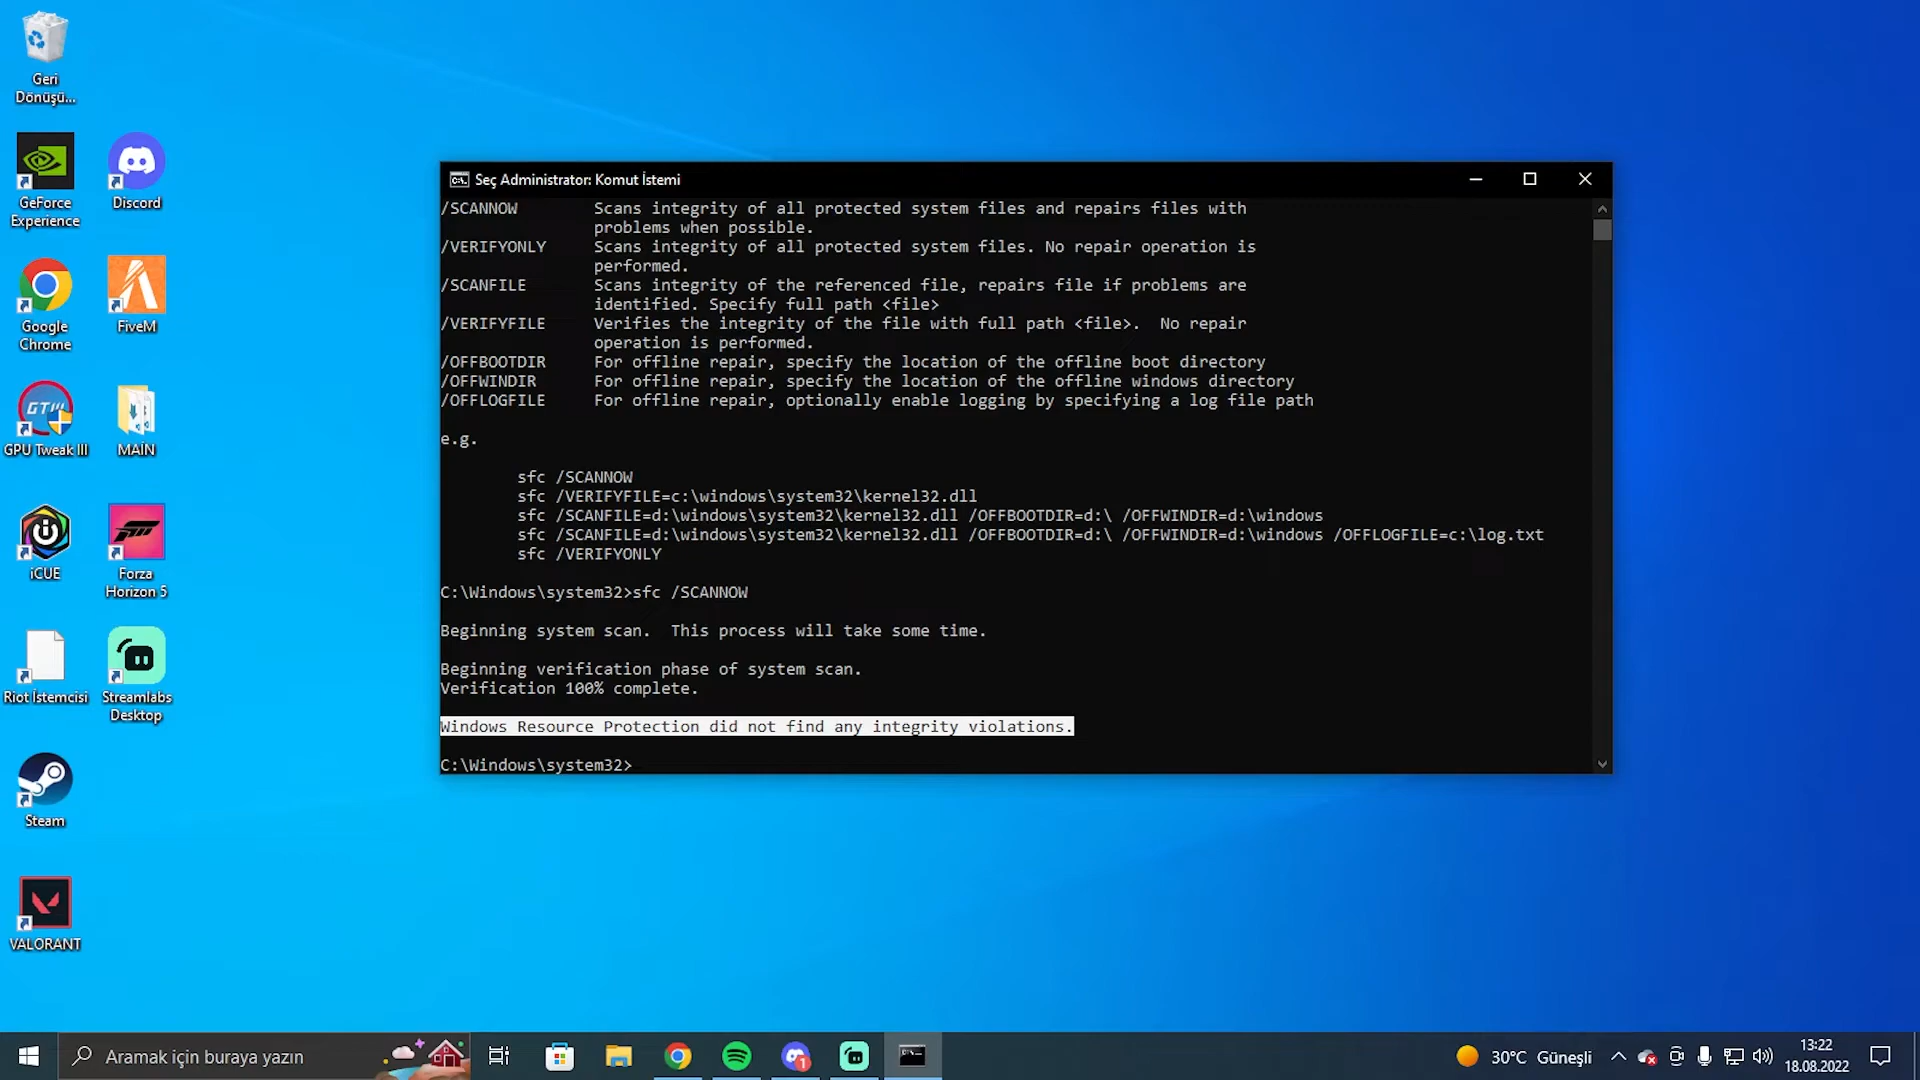 Geri
Dönüşü...
GeForce
Experience
Discord
Google
Chrome
FiveM
GTIII
GPU Tweak III
MAİN
iCUE
Forza
Horizon 5
Riot İstemcisi
Streamlabs
Desktop
Steam
VALORANT
C:\. Seç Administrator: Komut İstemi
/SCANNOW        Scans integrity of all protected system files and repairs files with
                problems when possible.
/VERIFYONLY     Scans integrity of all protected system files. No repair operation is
                performed.
/SCANFILE       Scans integrity of the referenced file, repairs file if problems are
                identified. Specify full path <file>
/VERIFYFILE     Verifies the integrity of the file with full path <file>.  No repair
                operation is performed.
/OFFBOOTDIR     For offline repair, specify the location of the offline boot directory
/OFFWINDIR      For offline repair, specify the location of the offline windows directory
/OFFLOGFILE     For offline repair, optionally enable logging by specifying a log file path
e.g.
        sfc /SCANNOW
        sfc /VERIFYFILE=c:\windows\system32\kernel32.dll
        sfc /SCANFILE=d:\windows\system32\kernel32.dll /OFFBOOTDIR=d:\ /OFFWINDIR=d:\windows
        sfc /SCANFILE=d:\windows\system32\kernel32.dll /OFFBOOTDIR=d:\ /OFFWINDIR=d:\windows /OFFLOGFILE=c:\log.txt
        sfc /VERIFYONLY
C:\Windows\system32>sfc /SCANNOW
Beginning system scan.  This process will take some time.
Beginning verification phase of system scan.
Verification 100% complete.
Windows Resource Protection did not find any integrity violations.
C:\Windows\system32>
Aramak için buraya yazın
1
30°C Güneşli
13:22
18.08.2022